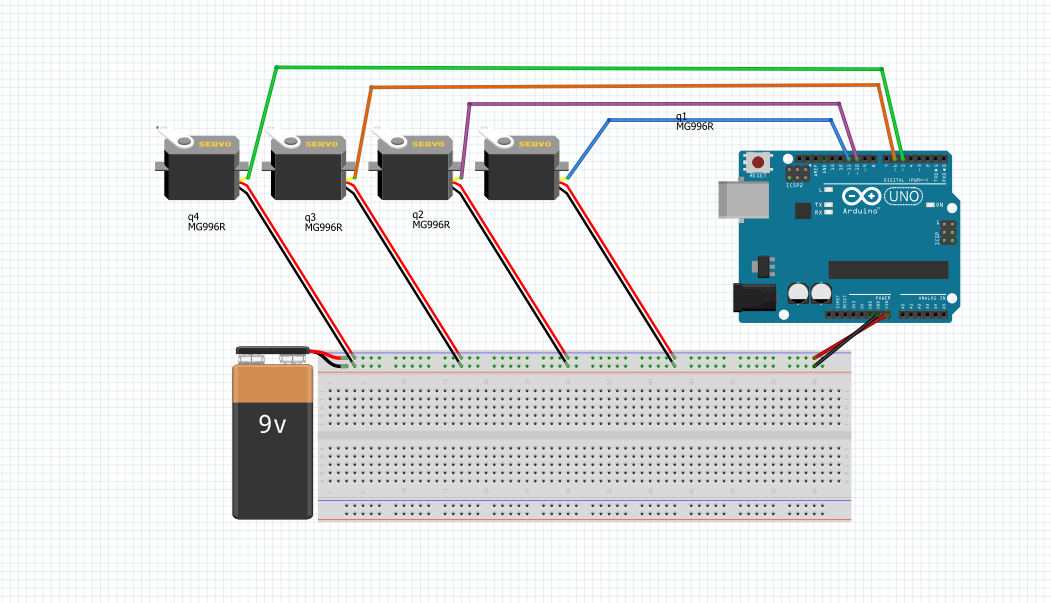 q1
MG996R
SERVO
SERVO
SERVO
SERVO
q4
MG996R
q3
MG996R
q2
MG996R
RESET
ICSP2
DIGITAL (PWM=~)
L
TX
RX
Arduino™
UNO
ON
ICSP
POWER
ANALOG IN
9v